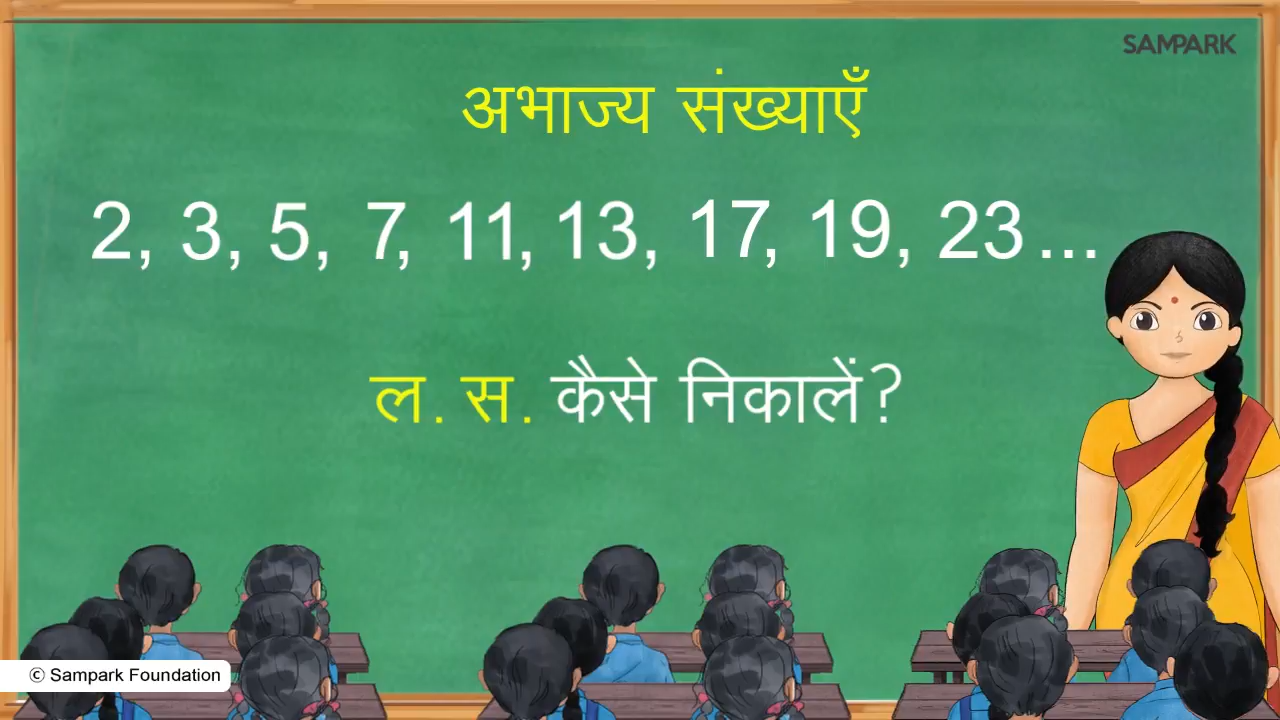 SAMPARK
अभाज्य संख्याएँ
2, 3, 5, 7, 11, 13, 17, 19, 23...
ल. स. कैसे निकालें?
© Sampark Foundation